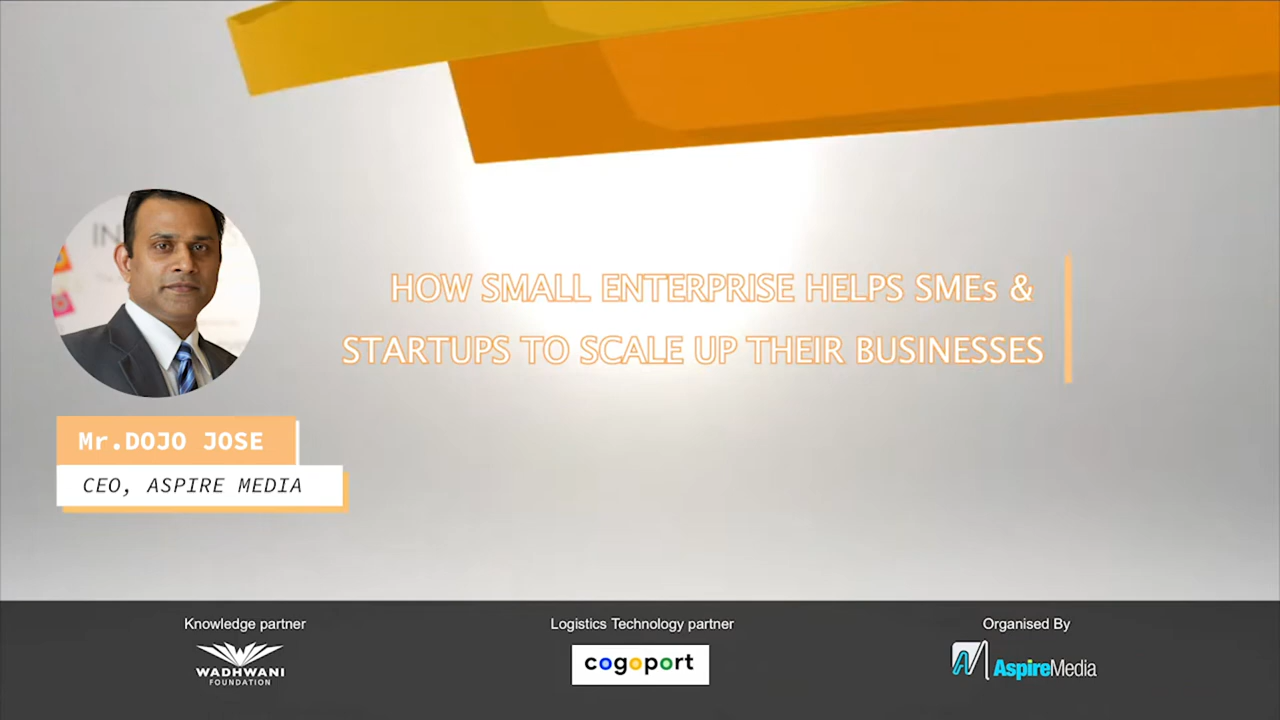 HOW SMALL ENTERPRISE HELPS SMEs &
STARTUPS TO SCALE UP THEIR BUSINESSES
Mr.DOJO JOSE
CEO, ASPIRE MEDIA
Knowledge partner
WADHWANI
FOUNDATION
Logistics Technology partner
cogoport
Organised By
AspireMedia